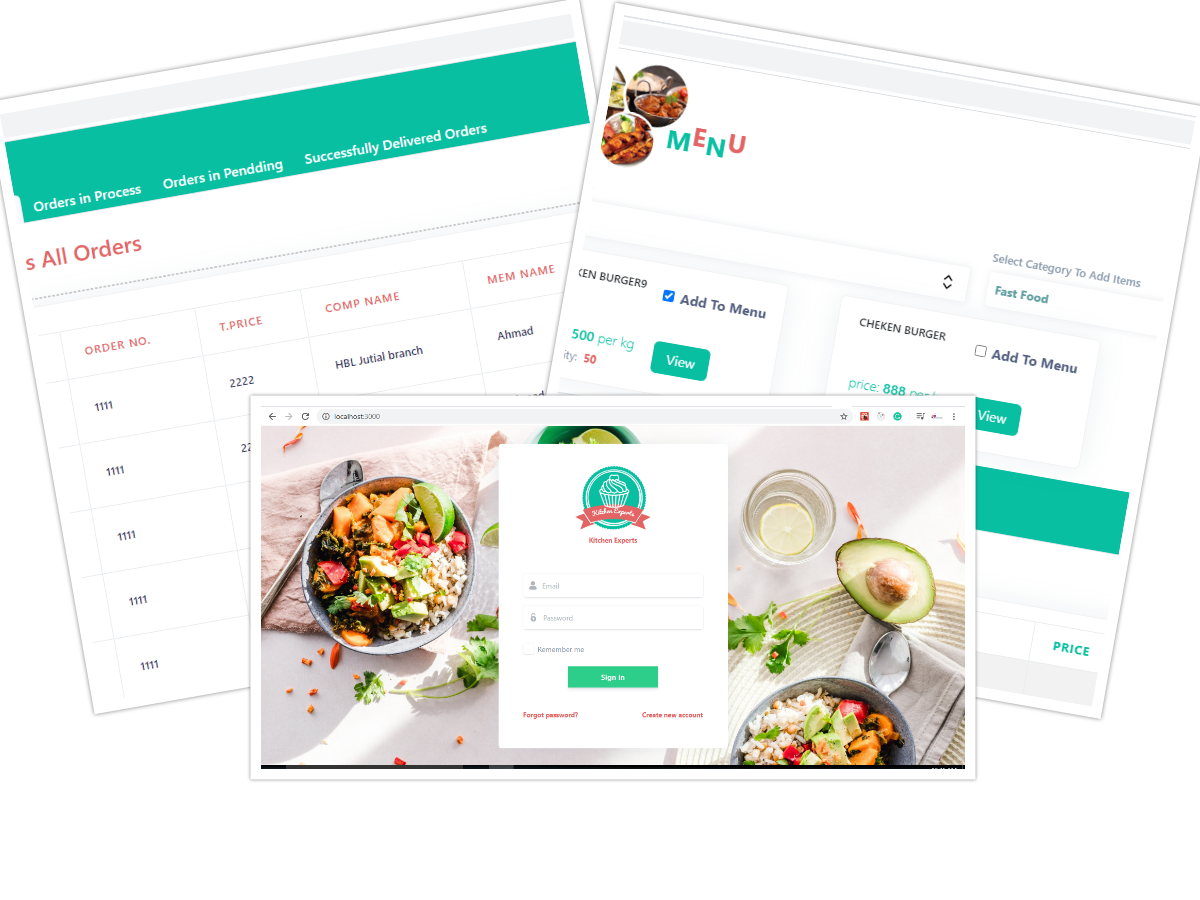 Orders in Process
Orders in Pendding
Successfully Delivered Orders
s All Orders
ORDER NO.
T.PRICE
COMP NAME
MEM NAME
1111
2222
HBL Jutial branch
Ahmad
1111
1111
1111
1111
MENU
Select Category To Add Items
Fast Food
KEN BURGER9
Add To Menu
500 per kg
ity: 50
View
CHEKEN BURGER
Add To Menu
price: 888 per
View
PRICE
localhost:3000
Kitchen Experts
Kitchen Experts
Email
Password
Remember me
Sign in
Forgot password?
Create new account